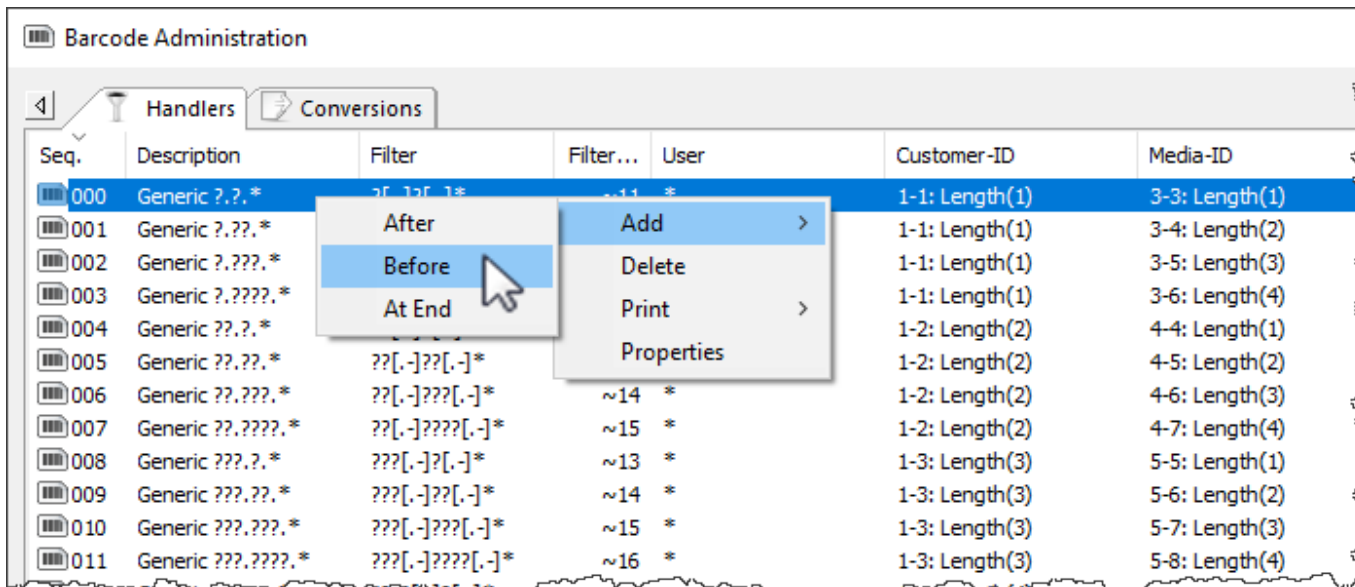 Barcode Administration
Handlers Conversions
Seq. Description Filter Filter... User Customer-ID Media-ID
000 Generic ?.?.* ?[.-]?[.-]* ~11 * 1-1: Length(1) 3-3: Length(1)
After Add >
001 Generic ?.??.* 1-1: Length(1) 3-4: Length(2)
002 Generic ?.???.* Before Delete 1-1: Length(1) 3-5: Length(3)
003 Generic ?.????.* At End Print > 1-1: Length(1) 3-6: Length(4)
004 Generic ??.?.* 1-2: Length(2) 4-4: Length(1)
Properties
005 Generic ??.??.* ??[.-]??[.-]* 1-2: Length(2) 4-5: Length(2)
006 Generic ??.???.* ??[.-]???[.-]* ~14 * 1-2: Length(2) 4-6: Length(3)
007 Generic ??.????.* ??[.-]????[.-]* ~15 * 1-2: Length(2) 4-7: Length(4)
008 Generic ???.?.* ???[.-]?[.-]* ~13 * 1-3: Length(3) 5-5: Length(1)
009 Generic ???.??.* ???[.-]??[.-]* ~14 * 1-3: Length(3) 5-6: Length(2)
010 Generic ???.???.* ???[.-]???[.-]* ~15 * 1-3: Length(3) 5-7: Length(3)
011 Generic ???.????.* ???[.-]????[.-]* ~16 * 1-3: Length(3) 5-8: Length(4)